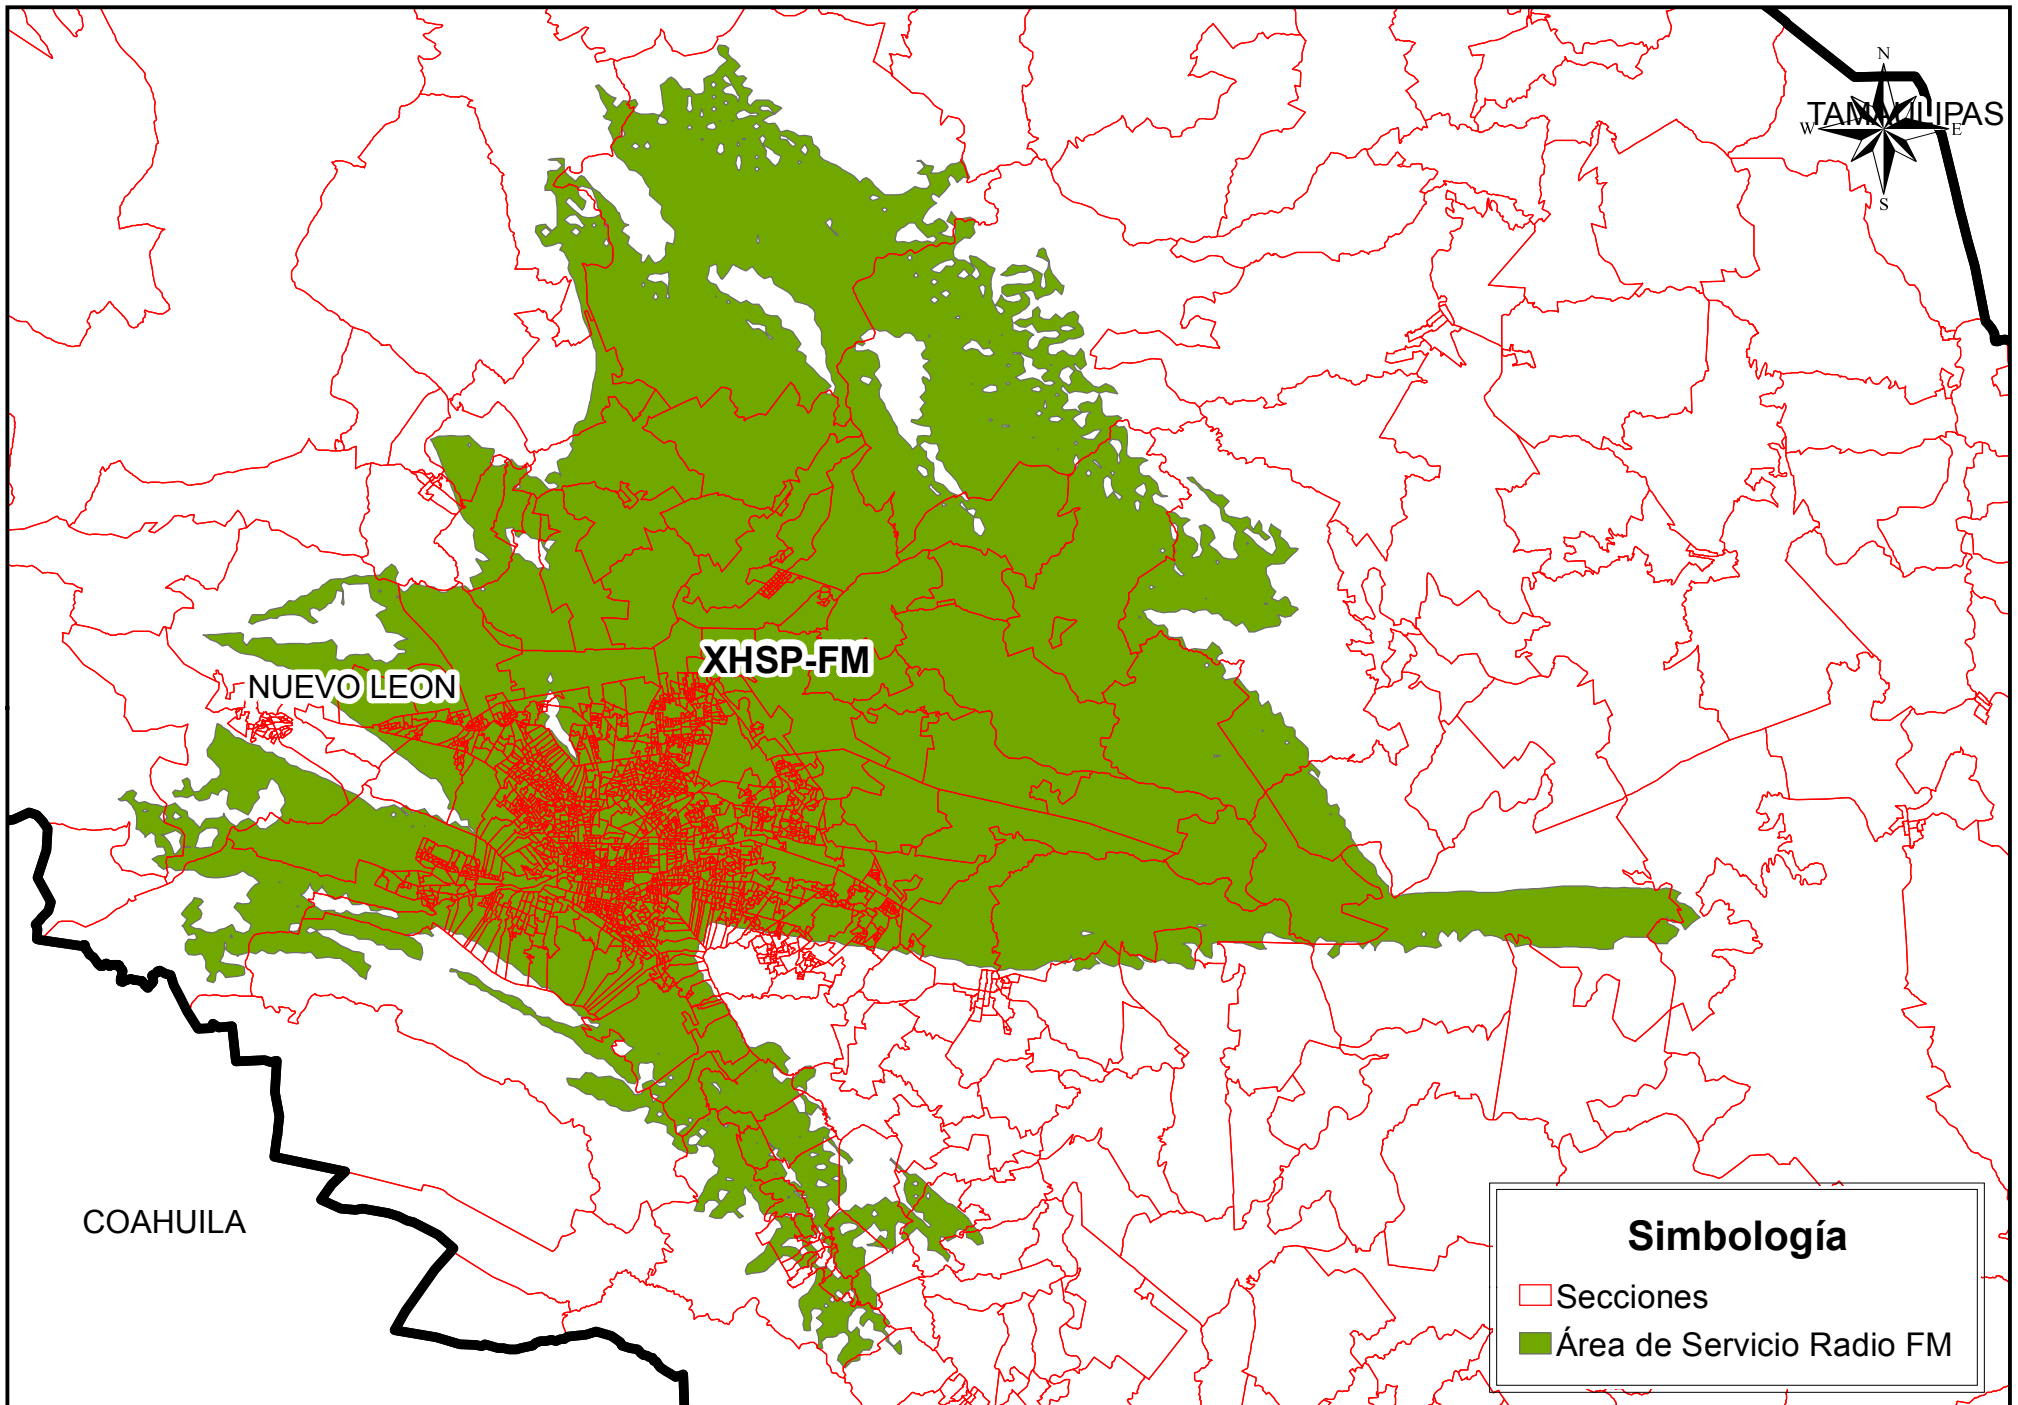 N
TAMAULIPAS
W
E
S
XHSP-FM
NUEVO LEON
COAHUILA
Simbología
Secciones
Área de Servicio Radio FM